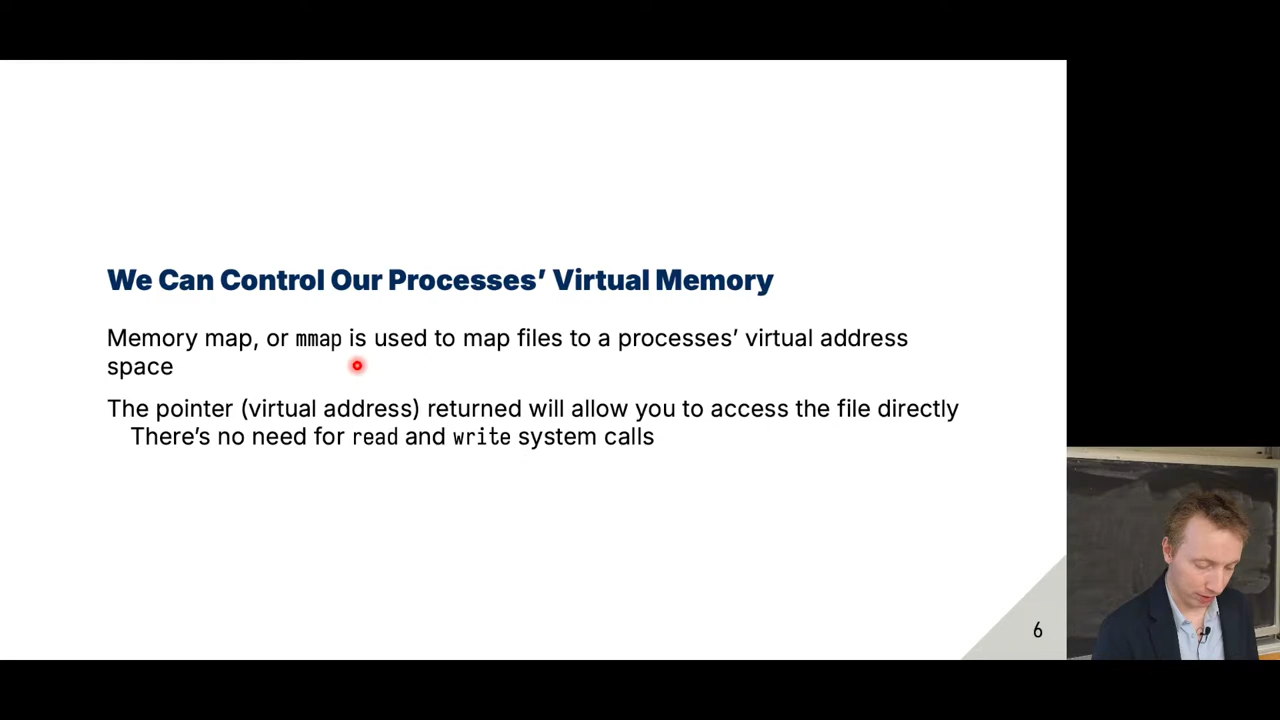 We Can Control Our Processes’ Virtual Memory
Memory map, or mmap is used to map files to a processes’ virtual address
space
The pointer (virtual address) returned will allow you to access the file directly
There’s no need for read and write system calls
6